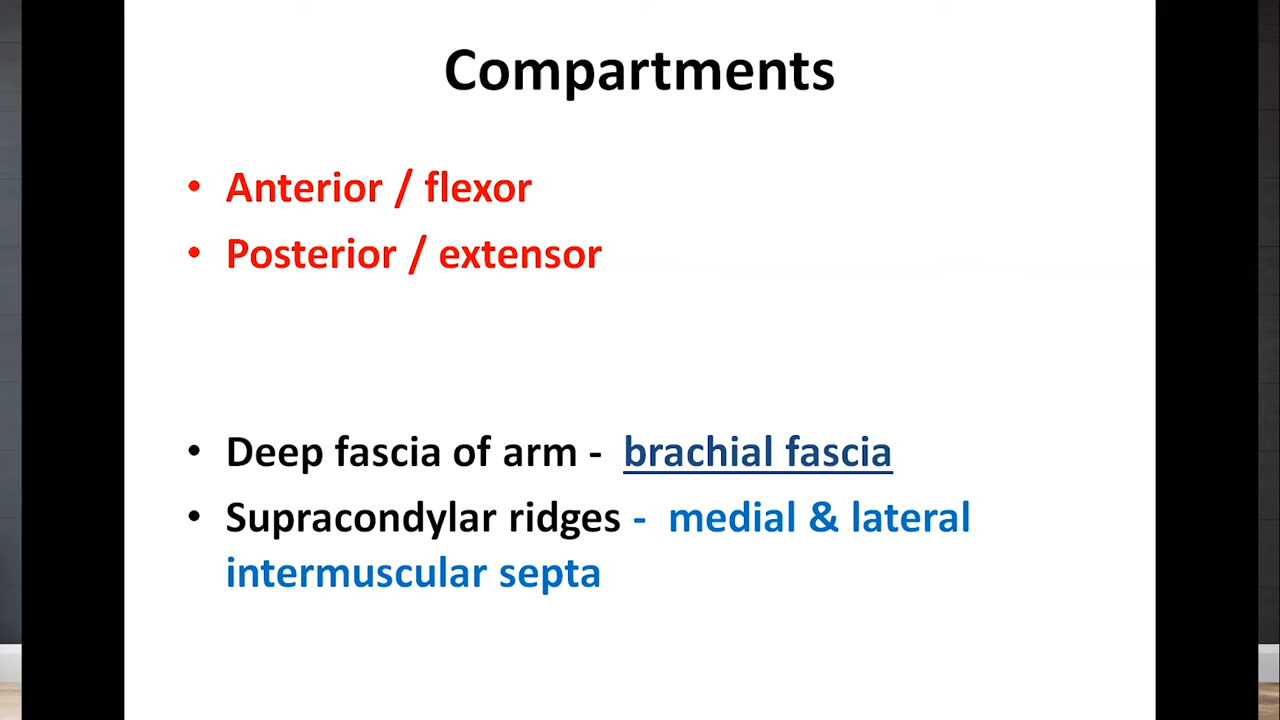 Compartments
• Anterior / flexor
• Posterior / extensor
• Deep fascia of arm - brachial fascia
• Supracondylar ridges - medial & lateral
intermuscular septa